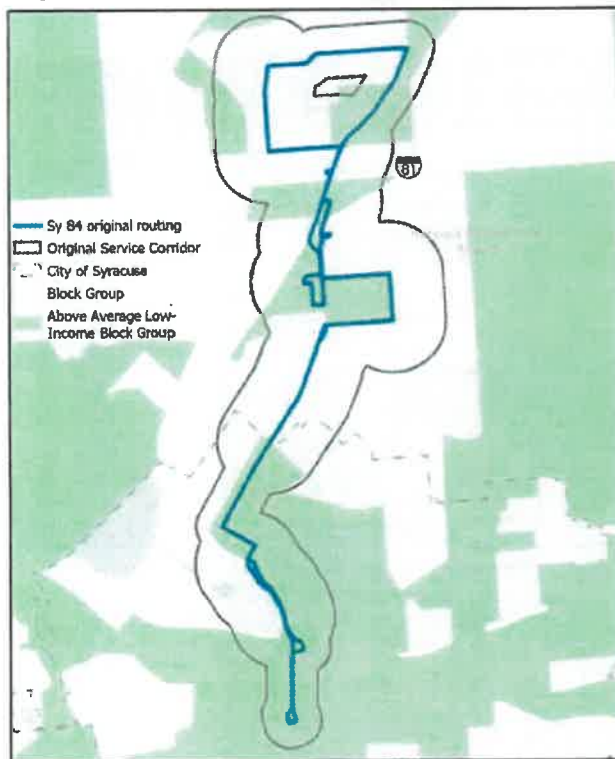 81
Sy 84 original routing
Original Service Corridor
City of Syracuse
Block Group
Above Average Low-
Income Block Group